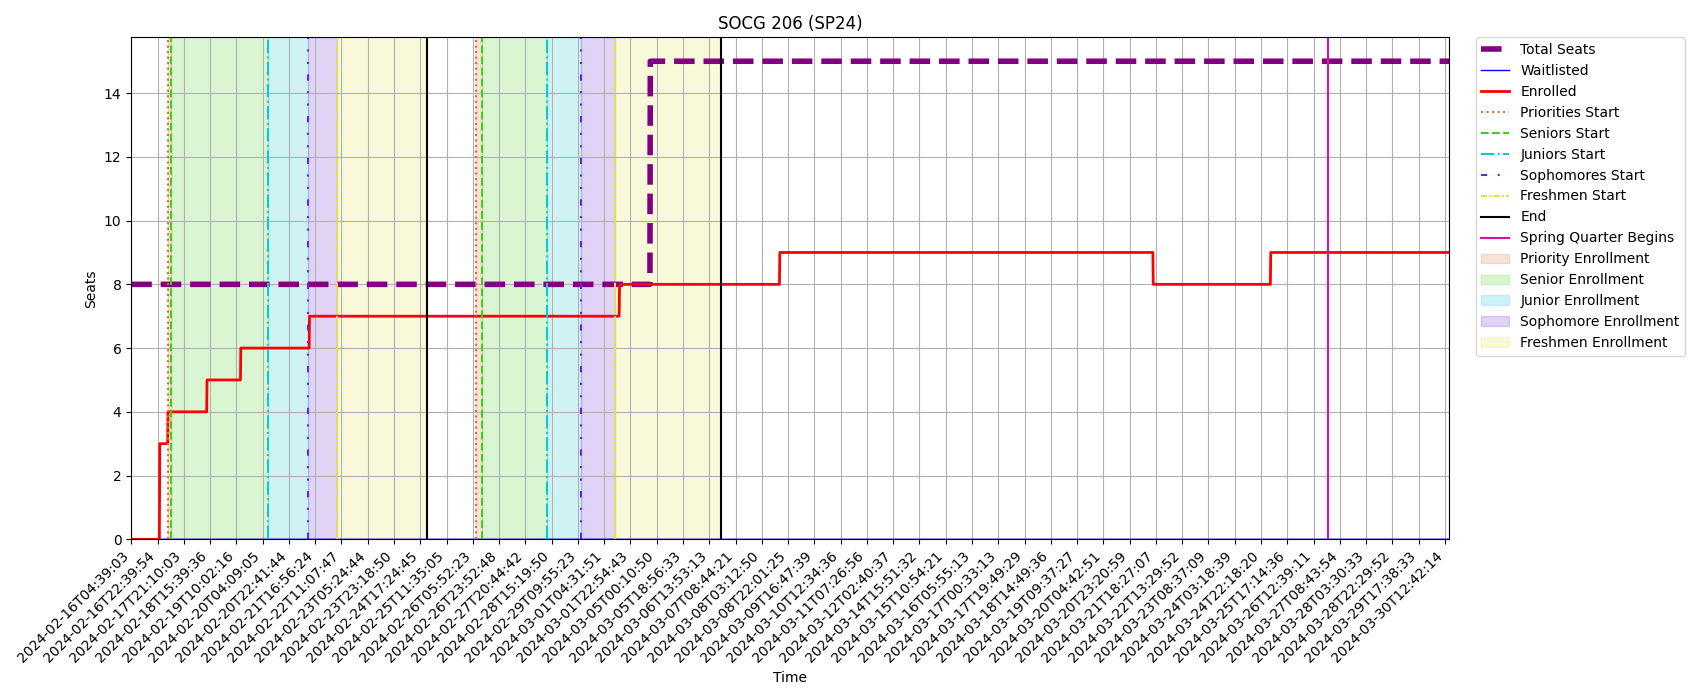 SOCG 206 (SP24)
Seats
14
12
10
8
6
4
2
0
2024-02-16T04:39:03
2024-02-16T22:39:54
2024-02-17T21:10:03
2024-02-18T15:39:36
2024-02-19T10:02:16
2024-02-20T04:09:05
2024-02-20T22:41:44
2024-02-21T16:56:24
2024-02-22T11:07:47
2024-02-23T05:24:44
2024-02-23T23:18:50
2024-02-24T17:24:45
2024-02-25T11:35:05
2024-02-26T05:52:23
2024-02-26T23:52:48
2024-02-27T20:44:42
2024-02-28T15:19:50
2024-02-29T09:55:23
2024-03-01T04:31:51
2024-03-01T22:54:43
2024-03-05T00:10:50
2024-03-05T18:56:33
2024-03-06T13:53:13
2024-03-07T08:44:21
2024-03-08T03:12:50
2024-03-08T22:01:25
2024-03-09T16:47:39
2024-03-10T12:34:36
2024-03-11T07:26:56
2024-03-12T02:40:37
2024-03-14T15:51:32
2024-03-15T10:54:21
2024-03-16T05:55:13
2024-03-17T00:33:13
2024-03-17T19:49:29
2024-03-18T14:49:36
2024-03-19T09:37:27
2024-03-20T04:42:51
2024-03-20T23:20:59
2024-03-21T18:27:07
2024-03-22T13:29:52
2024-03-23T08:37:09
2024-03-24T03:18:39
2024-03-24T22:18:20
2024-03-25T17:14:36
2024-03-26T12:39:11
2024-03-27T08:43:54
2024-03-28T03:30:33
2024-03-28T22:29:52
2024-03-29T17:38:33
2024-03-30T12:42:14
Time
Total Seats
Waitlisted
Enrolled
Priorities Start
Seniors Start
Juniors Start
Sophomores Start
Freshmen Start
End
Spring Quarter Begins
Priority Enrollment
Senior Enrollment
Junior Enrollment
Sophomore Enrollment
Freshmen Enrollment